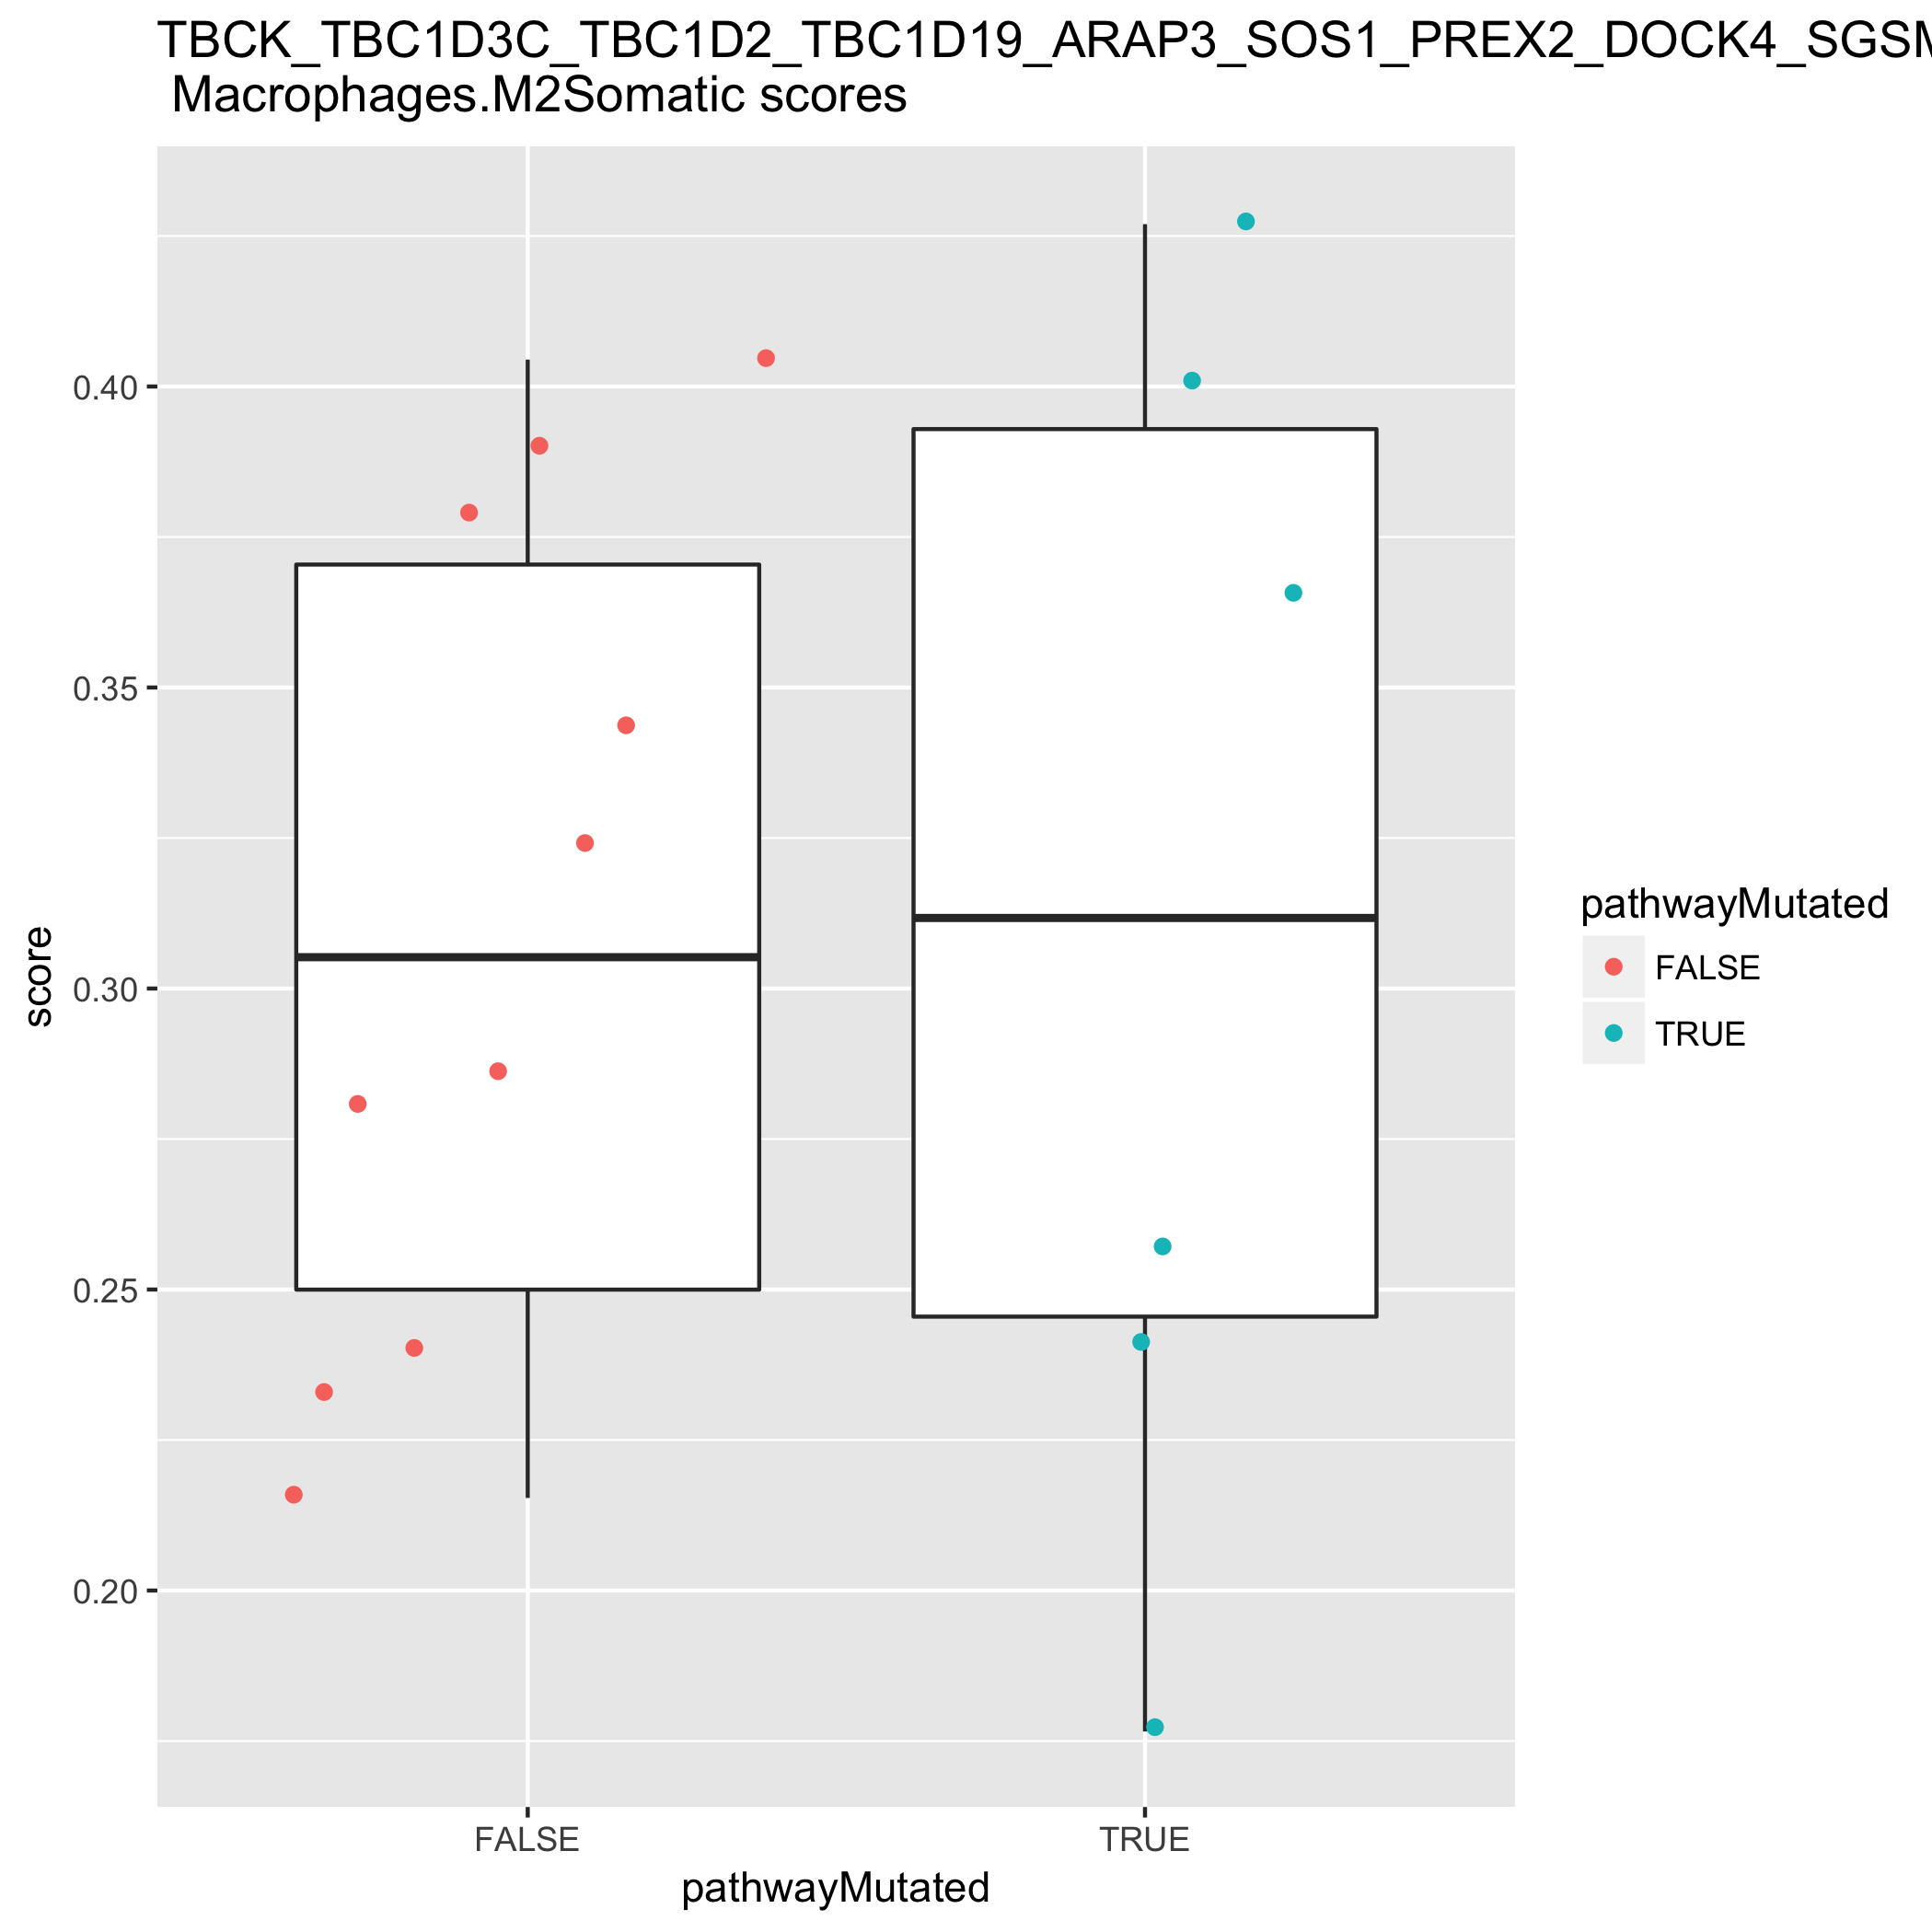 TBCK_TBC1D3C_TBC1D2_TBC1D19_ARAP3_SOS1_PREX2_DOCK4_SGSM
Macrophages.M2Somatic scores
0.40
0.35
0.30
0.25
0.20
score
FALSE
TRUE
pathwayMutated
pathwayMutated
FALSE
TRUE